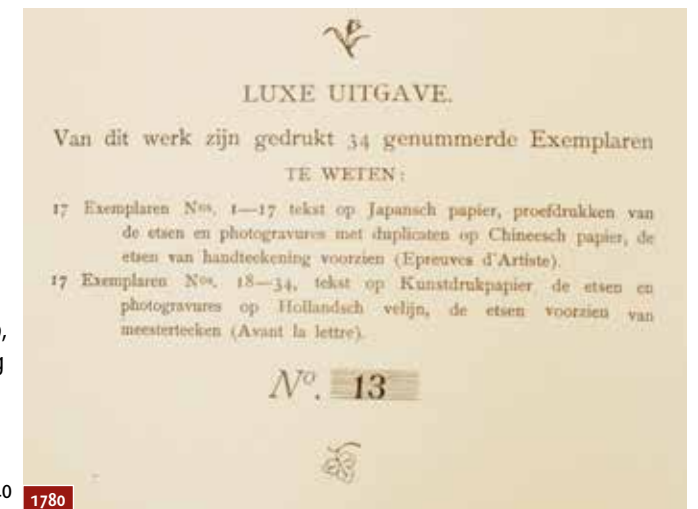 LUXE UITGAVE.
Van dit werk zijn gedrukt 34 genummerde Exemplaren
TE WETEN:
17 Exemplaren Nos. 1—17 tekst op Japansch papier, proefdrukken van
de etsen en photogravures met duplicaten op Chineesch papier, de
etsen van handteekening voorzien (Epreuves d'Artiste).
17 Exemplaren Nos. 18—34, tekst op Kunstdrukpapier, de etsen en
photogravures op Hollandsch velijn, de etsen voorzien van
meesterteeken (Avant la lettre).
No. 13
1780